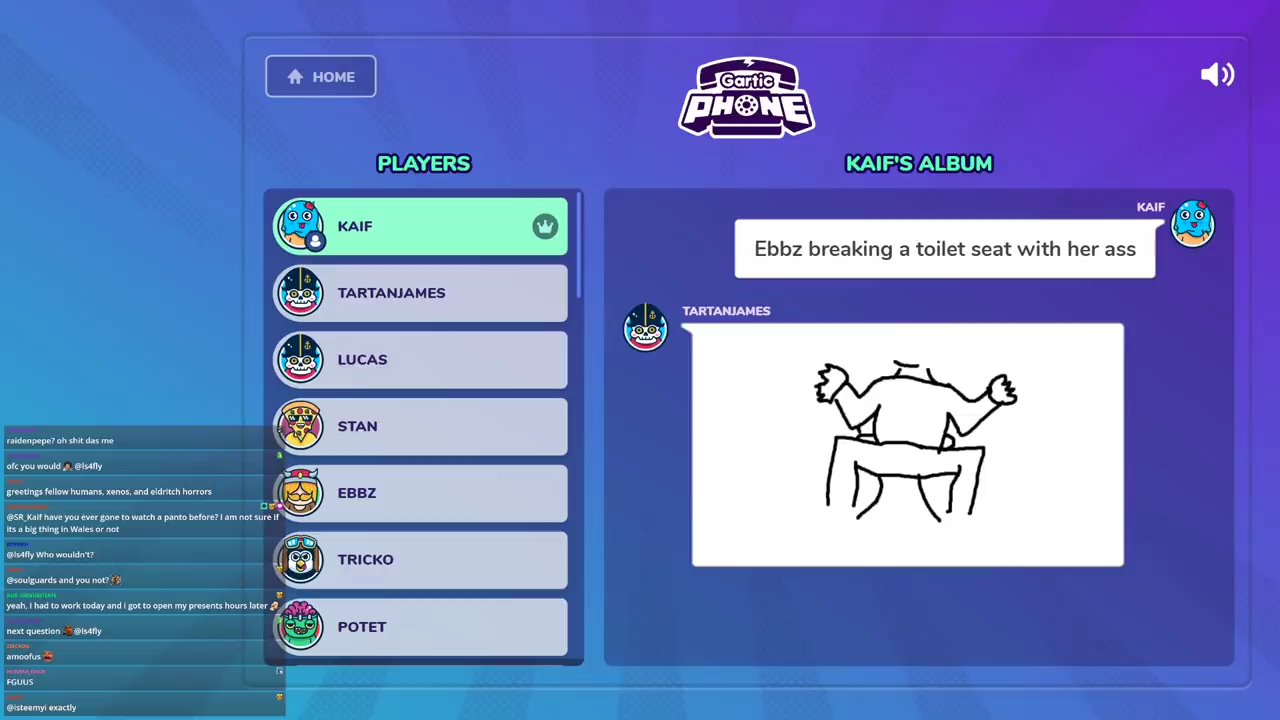 HOME
Gartic
PHONE
PLAYERS
KAIF
TARTANJAMES
LUCAS
STAN
EBBZ
TRICKO
POTET
KAIF'S ALBUM
KAIF
Ebbz breaking a toilet seat with her ass
TARTANJAMES
raidenpepe? oh shit das me
ofc you would @ls4fly
greetings fellow humans, xenos, and eldritch horrors
@SR_Kaif have you ever gone to watch a panto before? I am not sure if
its a big thing in Wales or not
@ls4fly Who wouldn't?
@soulguards and you not?
yeah, i had to work today and i got to open my presents hours later
next question @ls4fly
amoofus
FGUUS
@isteemyi exactly